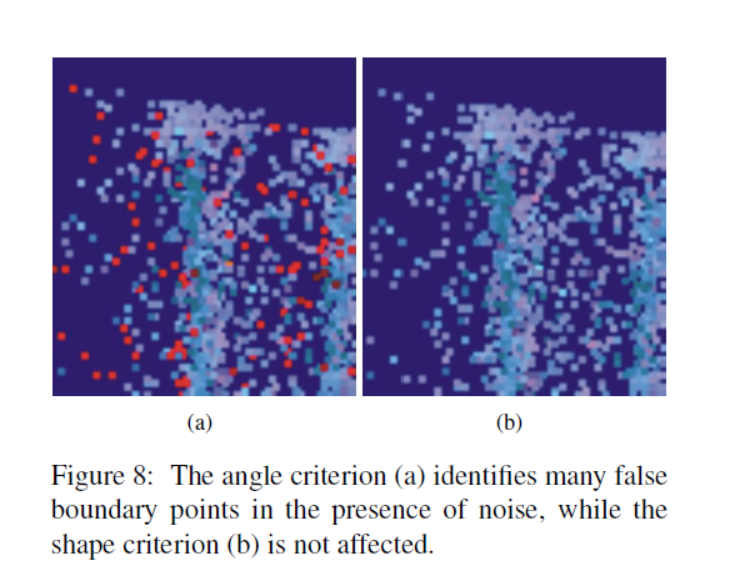 (a)
(b)
Figure 8: The angle criterion (a) identifies many false
boundary points in the presence of noise, while the
shape criterion (b) is not affected.